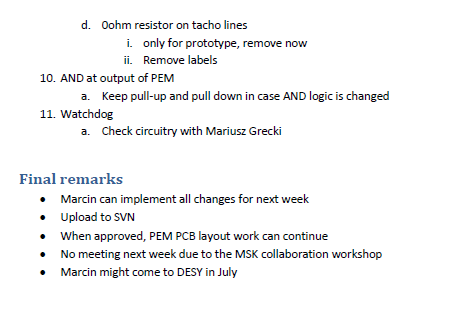 d. 0ohm resistor on tacho lines
i. only for prototype, remove now
ii. Remove labels
10. AND at output of PEM
a. Keep pull-up and pull down in case AND logic is changed
11. Watchdog
a. Check circuitry with Mariusz Grecki
Final remarks
• Marcin can implement all changes for next week
• Upload to SVN
• When approved, PEM PCB layout work can continue
• No meeting next week due to the MSK collaboration workshop
• Marcin might come to DESY in July